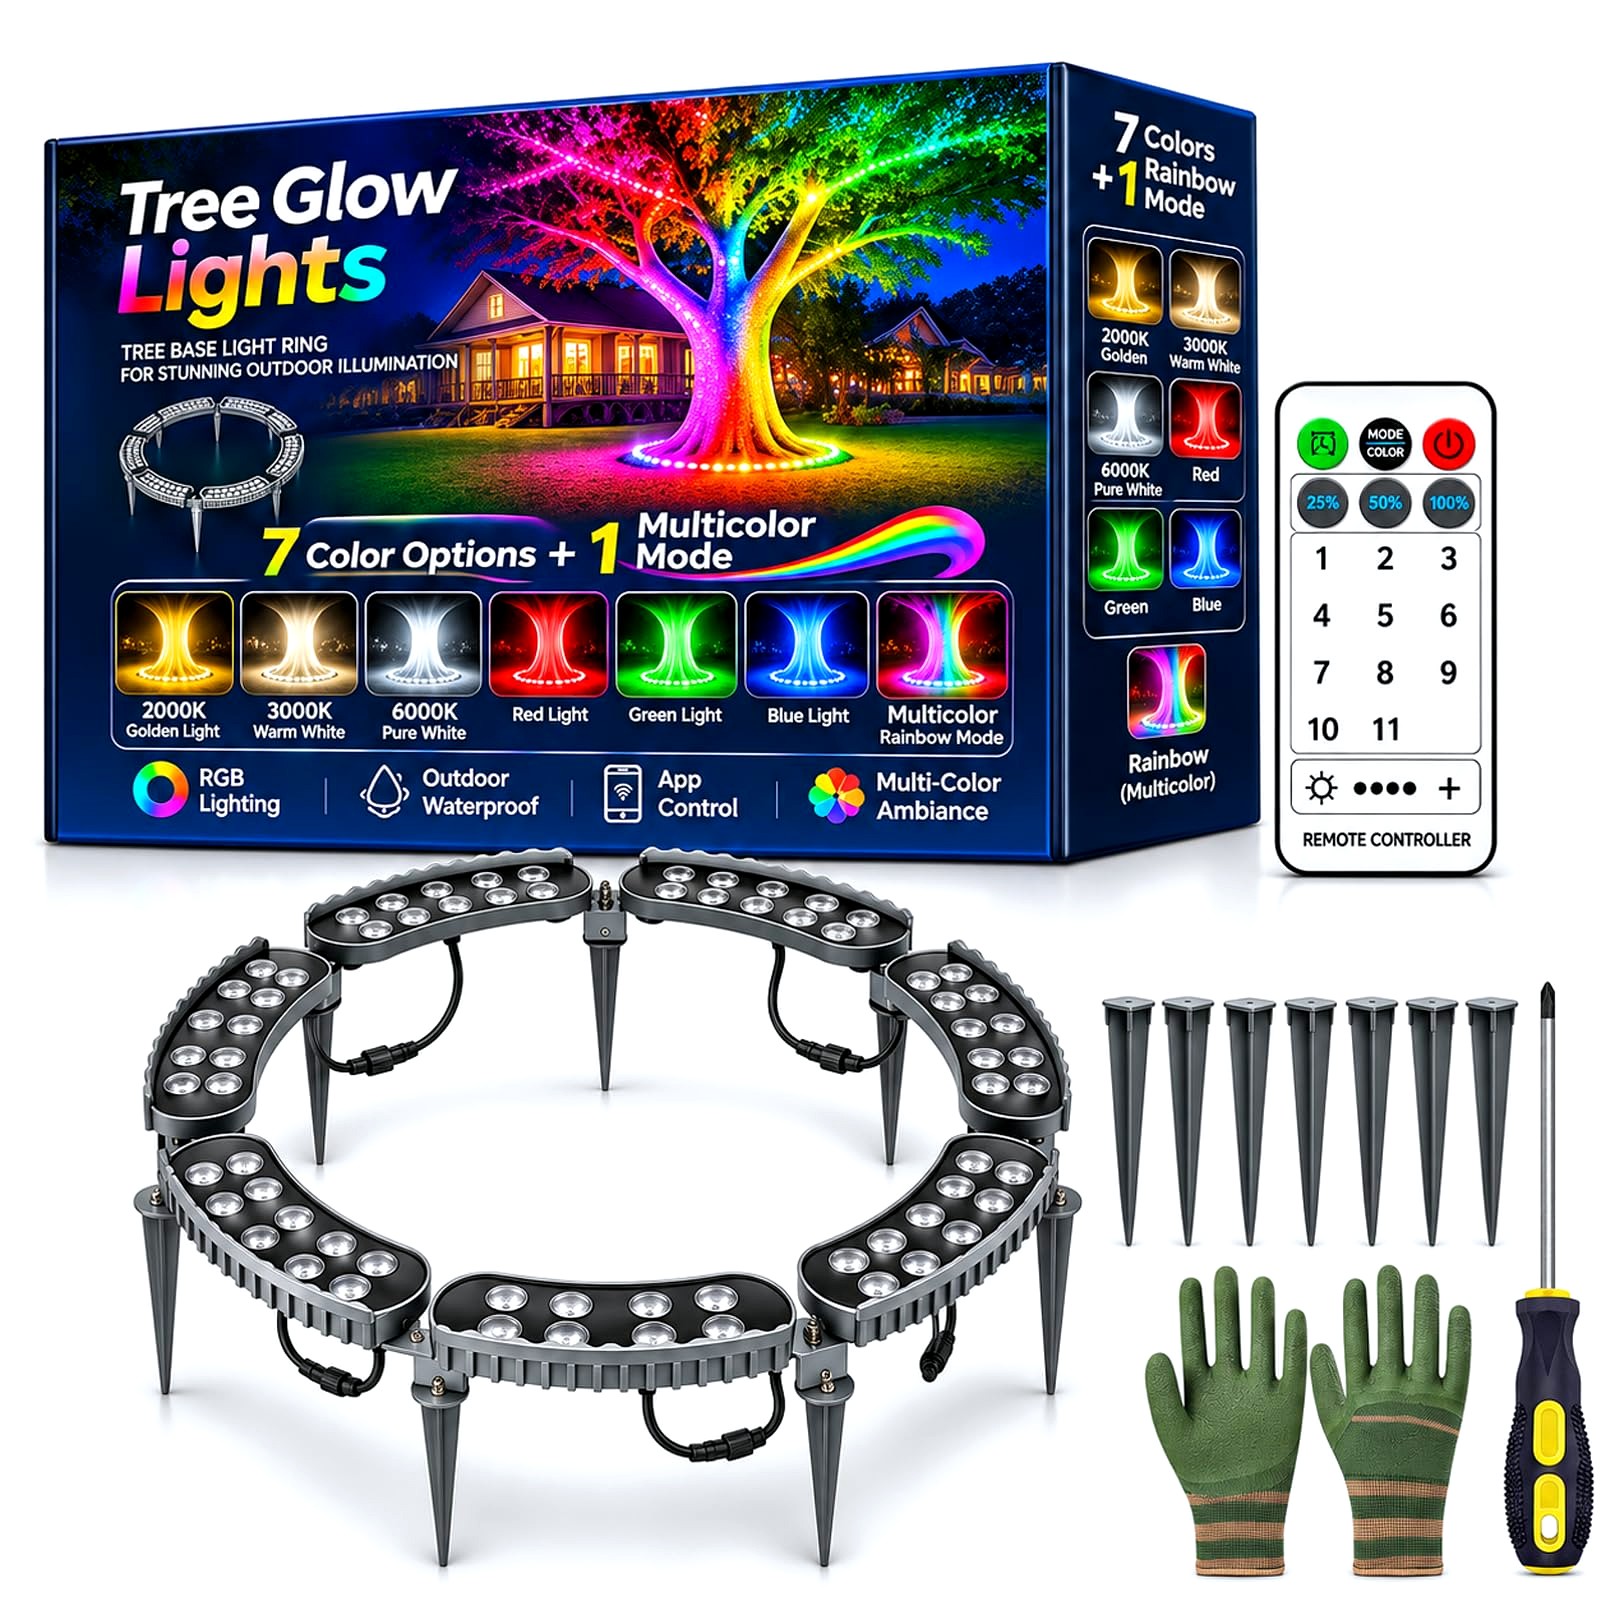 Tree Glow
Lights
TREE BASE LIGHT RING
FOR STUNNING OUTDOOR ILLUMINATION
7 Color Options + 1 Multicolor
Mode
2000K
Golden Light
3000K
Warm White
6000K
Pure White
Red Light
Green Light
Blue Light
Multicolor
Rainbow Mode
RGB
Lighting
Outdoor
Waterproof
App
Control
Multi-Color
Ambiance
7 Colors
+1 Rainbow
Mode
2000K
Golden
3000K
Warm White
6000K
Pure White
Red
Green
Blue
Rainbow
(Multicolor)
MODE
COLOR
25% 50% 100%
1 2 3
4 5 6
7 8 9
10 11
+
REMOTE CONTROLLER